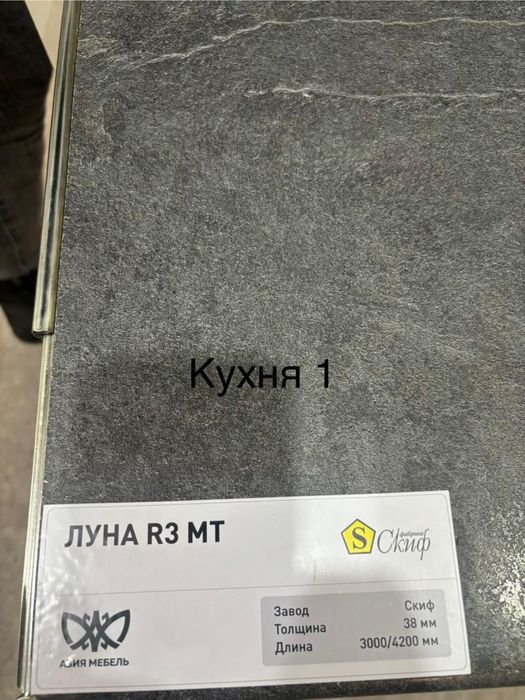 Кухня 1
ЛУНА R3 МТ
S фабрика
Скиф
АЗИЯ МЕБЕЛЬ
Завод Скиф
Толщина 38 мм
Длина 3000/4200 мм